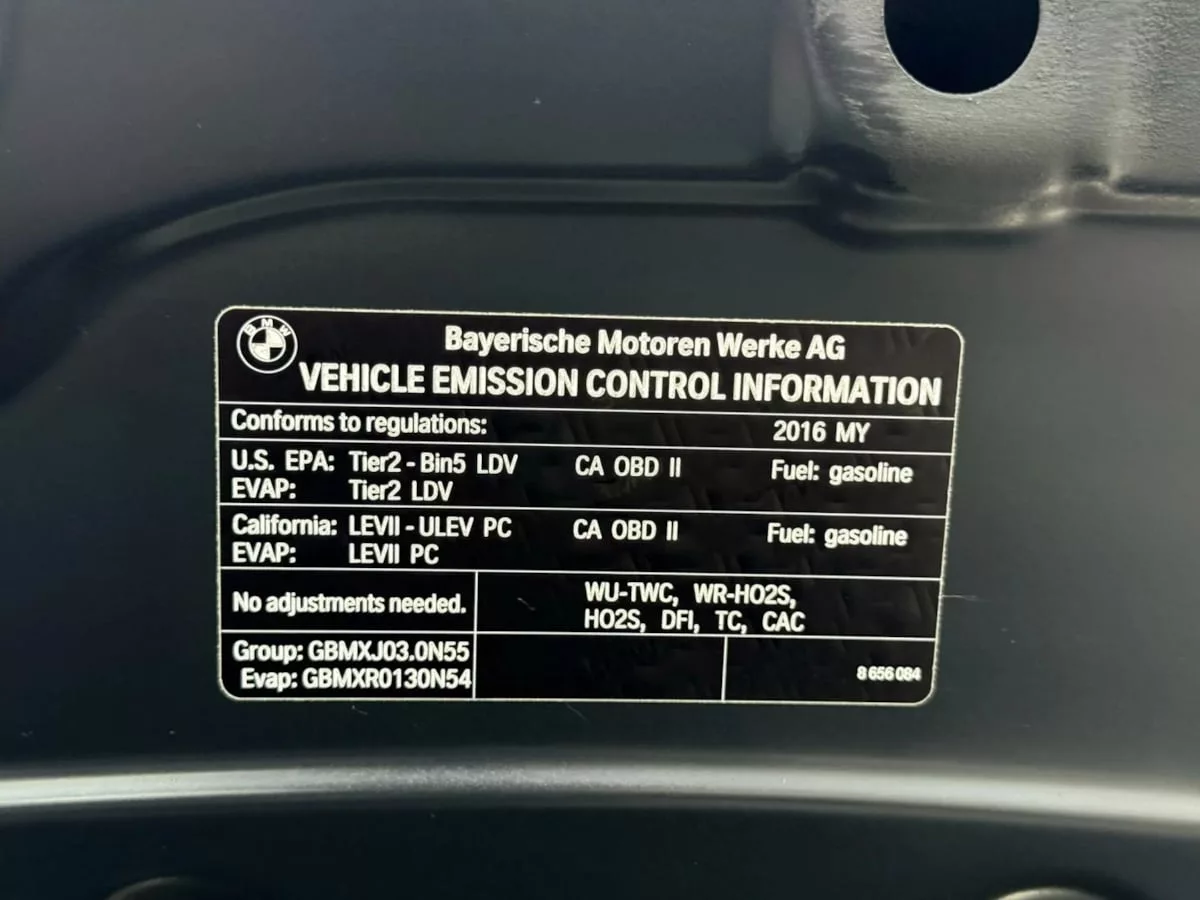 BMW
Bayerische Motoren Werke AG
VEHICLE EMISSION CONTROL INFORMATION
Conforms to regulations: 2016 MY
U.S. EPA: Tier2 - Bin5 LDV CA OBD II Fuel: gasoline
EVAP: Tier2 LDV
California: LEVII - ULEV PC CA OBD II Fuel: gasoline
EVAP: LEVII PC
No adjustments needed.
WU-TWC, WR-HO2S,
HO2S, DFI, TC, CAC
Group: GBMXJ03.0N55
Evap: GBMXR0130N54
8 656 084